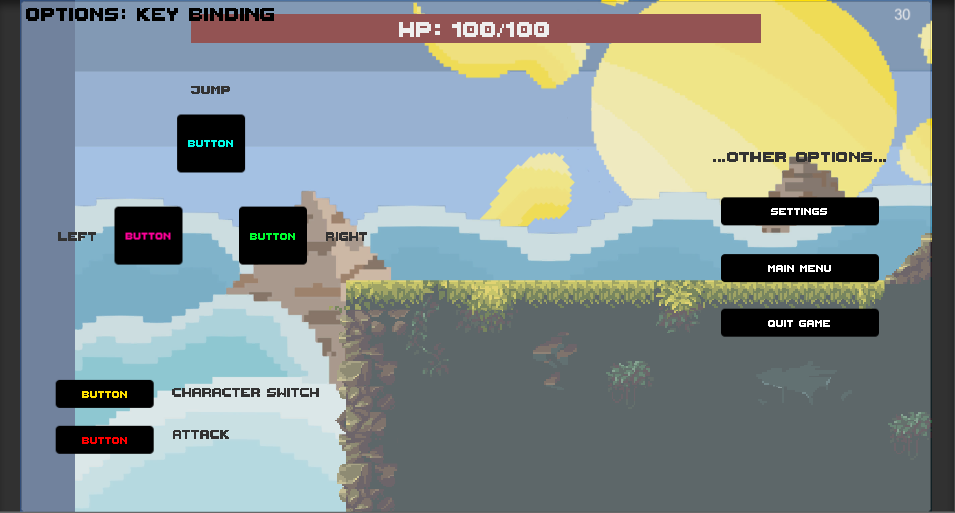 OPTIONS: KEY BINDING
HP: 100/100
30
JUMP
BUTTON
...OTHER OPTIONS...
SETTINGS
LEFT
BUTTON
BUTTON
RIGHT
MAIN MENU
QUIT GAME
BUTTON
CHARACTER SWITCH
BUTTON
ATTACK